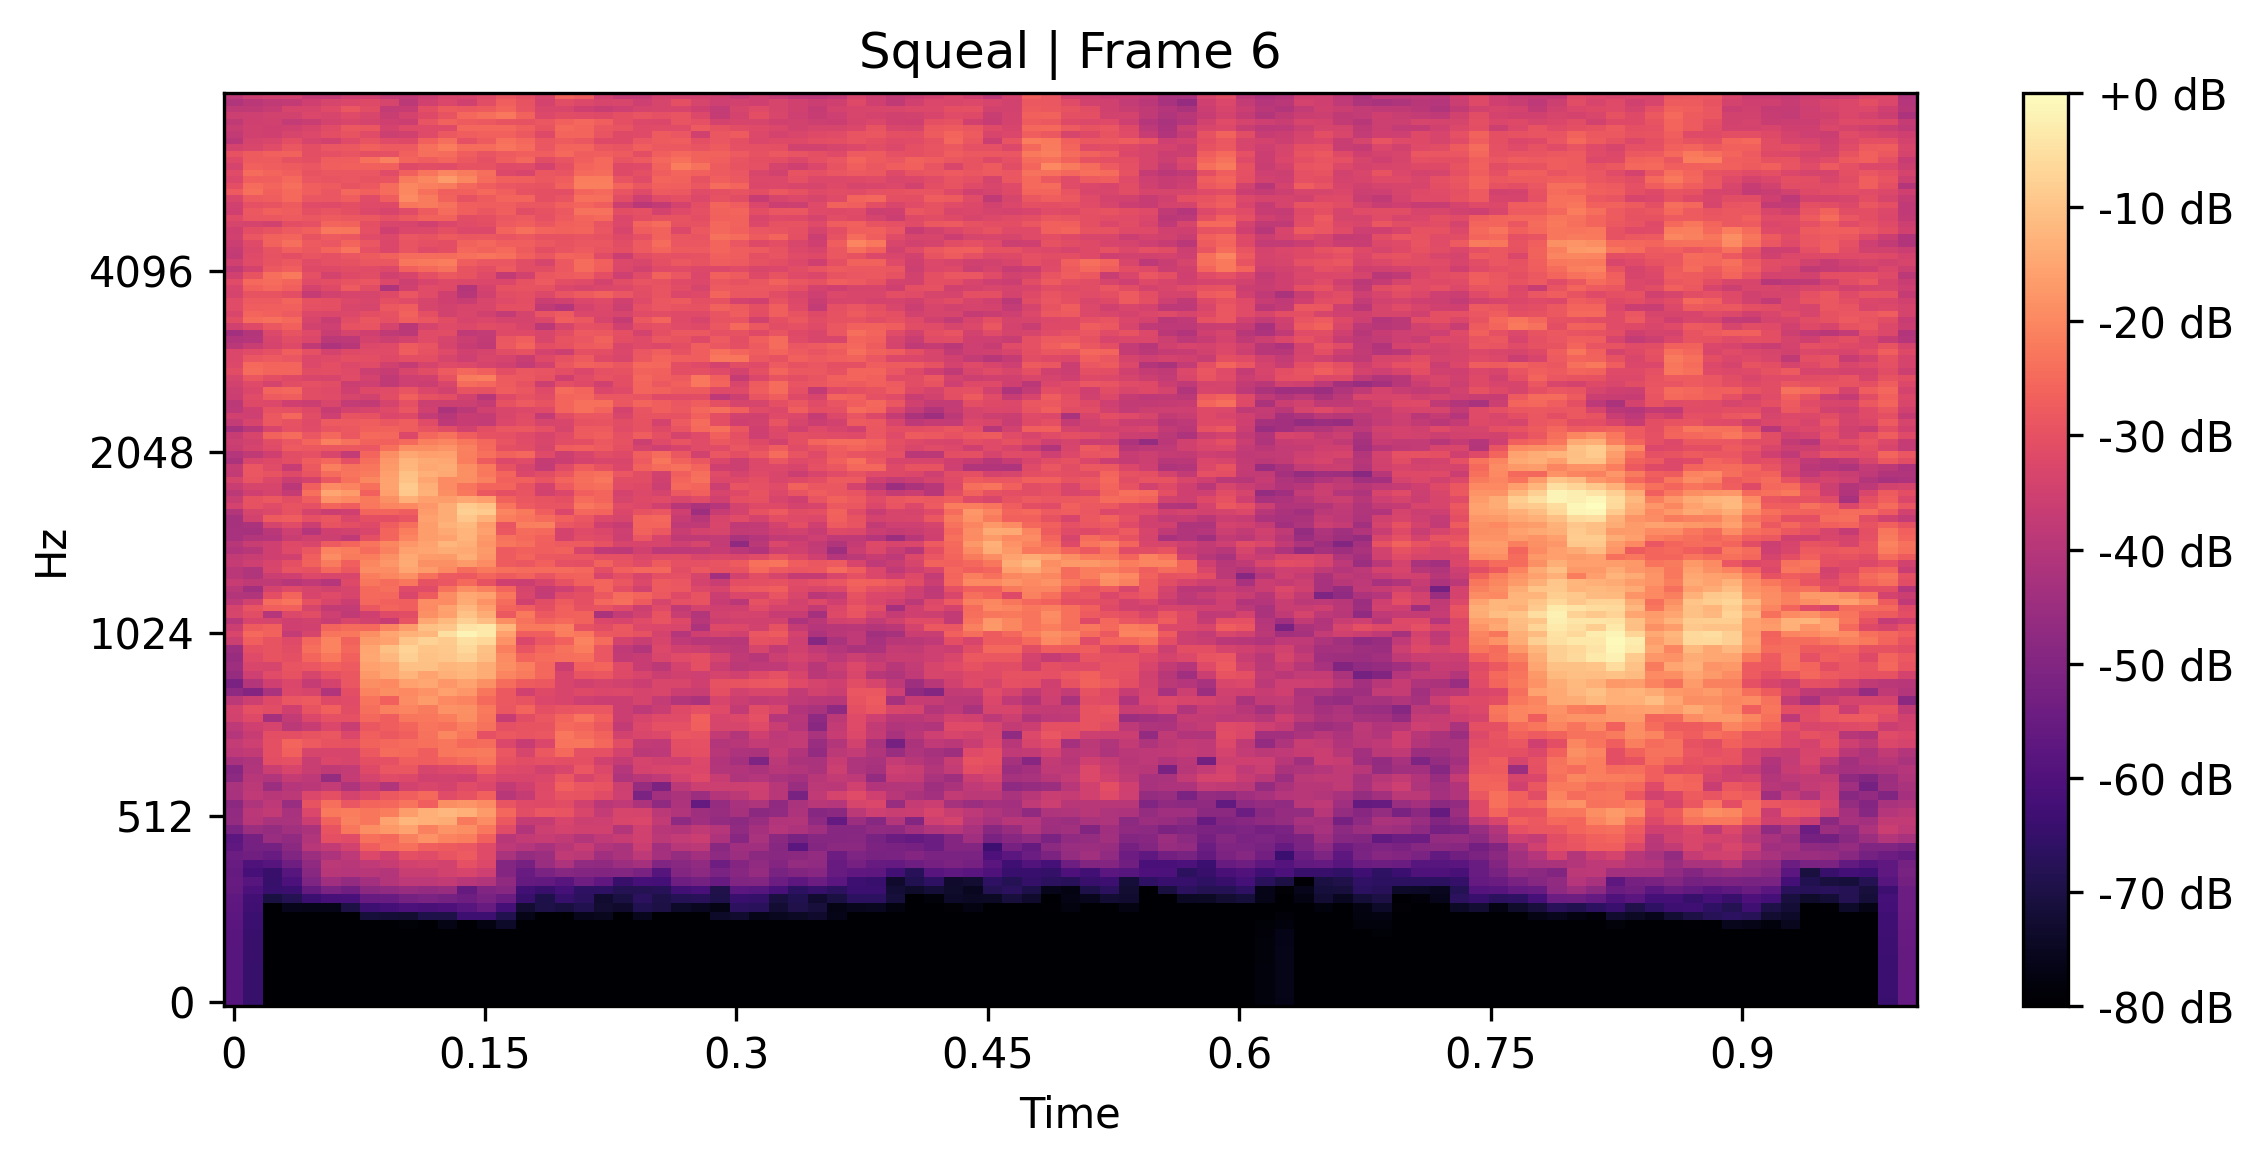 Squeal | Frame 6
+0 dB
-10 dB
-20 dB
-30 dB
-40 dB
-50 dB
-60 dB
-70 dB
-80 dB
Hz
4096
2048
1024
512
0
0 0.15 0.3 0.45 0.6 0.75 0.9
Time